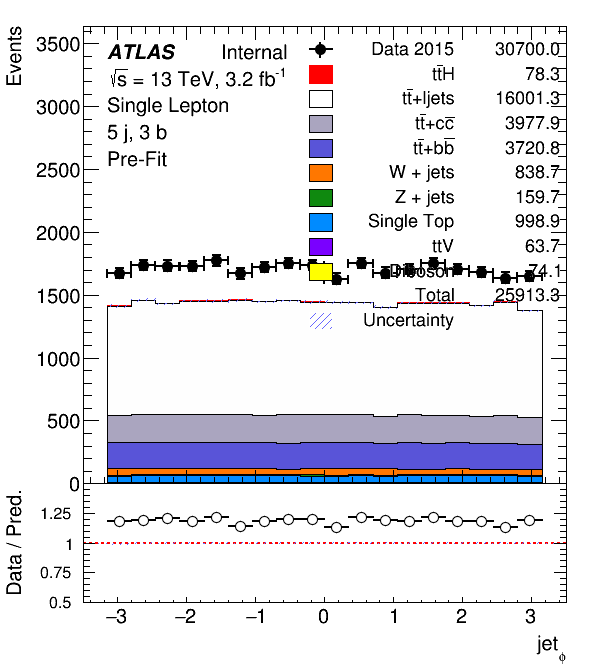 Events
3500
3000
2500
2000
1500
1000
500
0
ATLAS Internal
√s = 13 TeV, 3.2 fb⁻¹
Single Lepton
5 j, 3 b
Pre-Fit
Data 2015 30700.0
tt̄H 78.3
tt̄+ljets 16001.3
tt̄+cc̄ 3977.9
tt̄+bb̄ 3720.8
W + jets 838.7
Z + jets 159.7
Single Top 998.9
ttV 63.7
Diboson 74.1
Total 25913.3
Uncertainty
Data / Pred.
1.25
1
0.75
0.5
−3 −2 −1 0 1 2 3
jet_ϕ